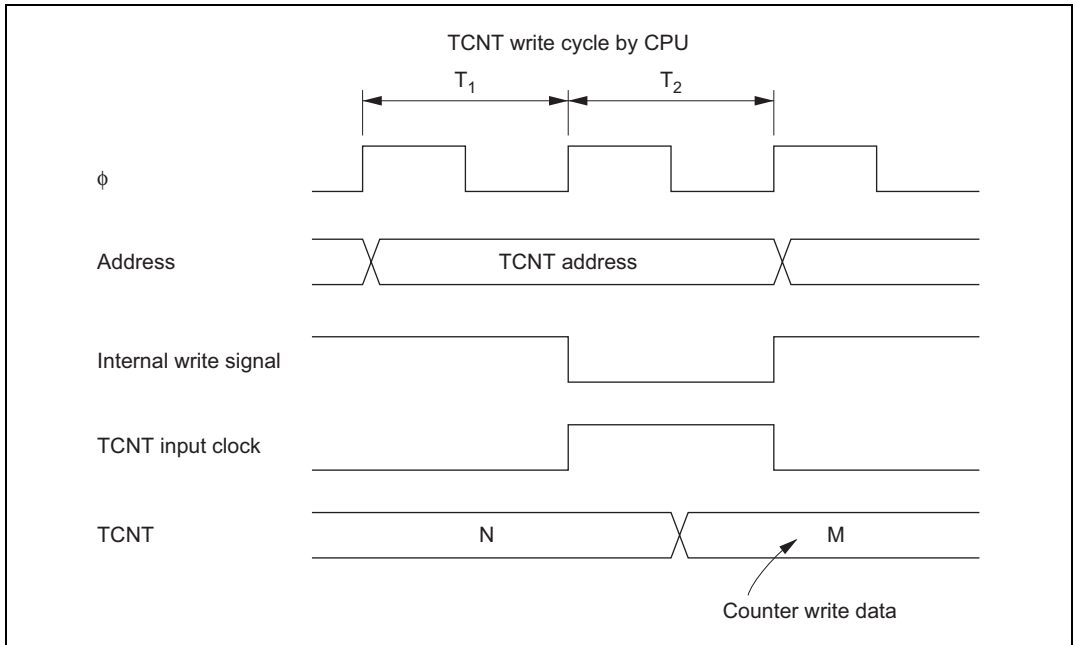 TCNT write cycle by CPU
T1 T2
ϕ
Address TCNT address
Internal write signal
TCNT input clock
TCNT N M
Counter write data